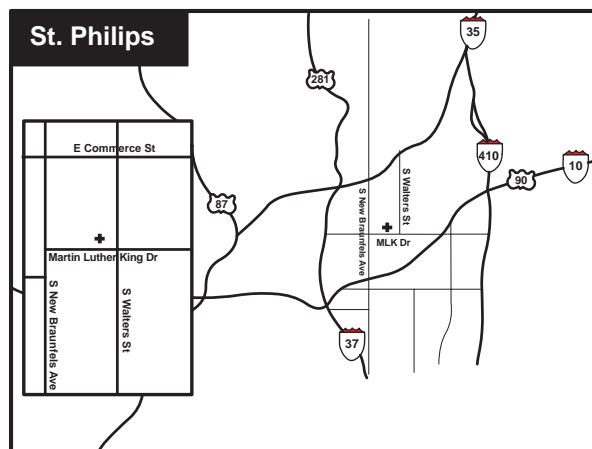 St. Philips
35
281
E Commerce St
410
10
90
S Walters St
S New Braunfels Ave
87
MLK Dr
Martin Luther King Dr
S New Braunfels Ave
S Walters St
37